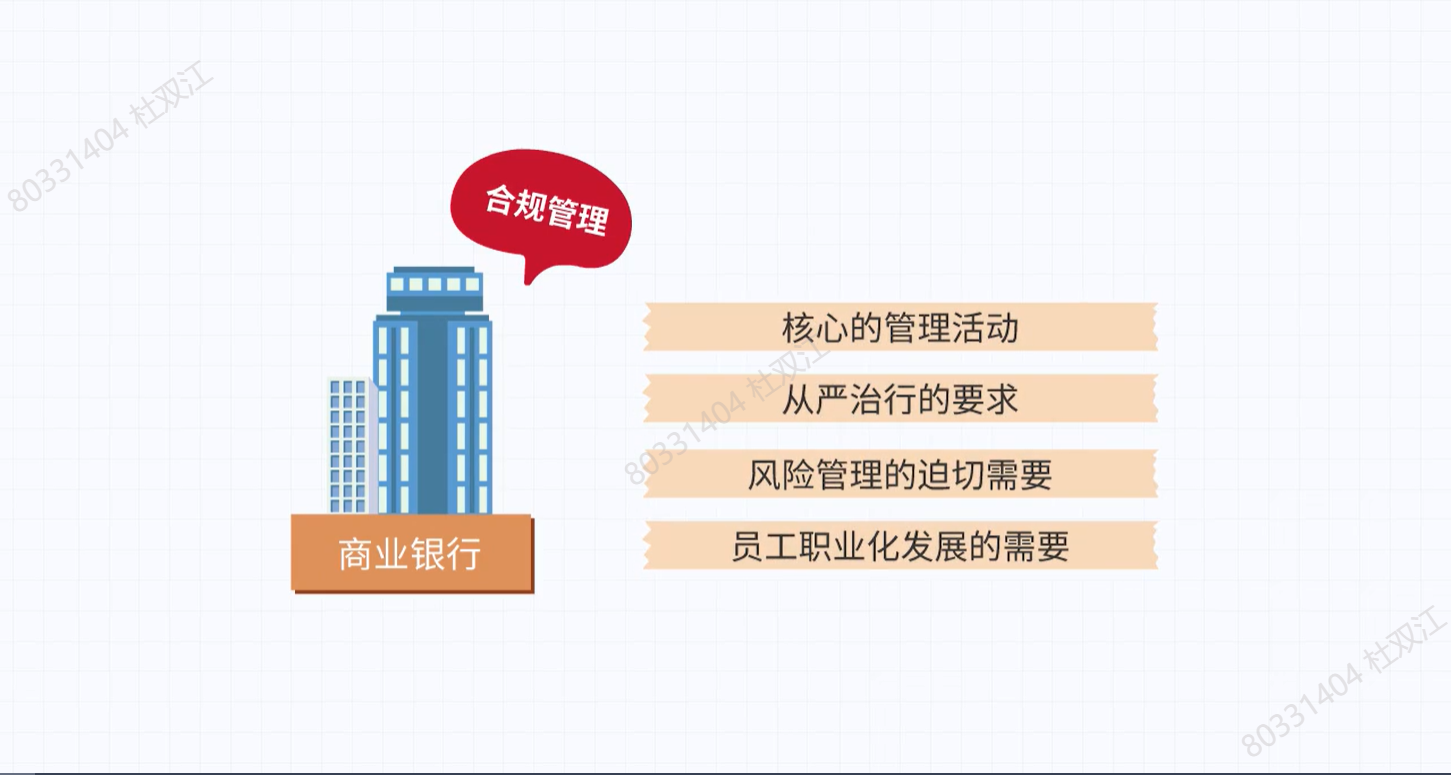 80331404 杜双江
合规管理
核心的管理活动
从严治行的要求
80331404 杜双江
风险管理的迫切需要
员工职业化发展的需要
商业银行
80331404 杜双江